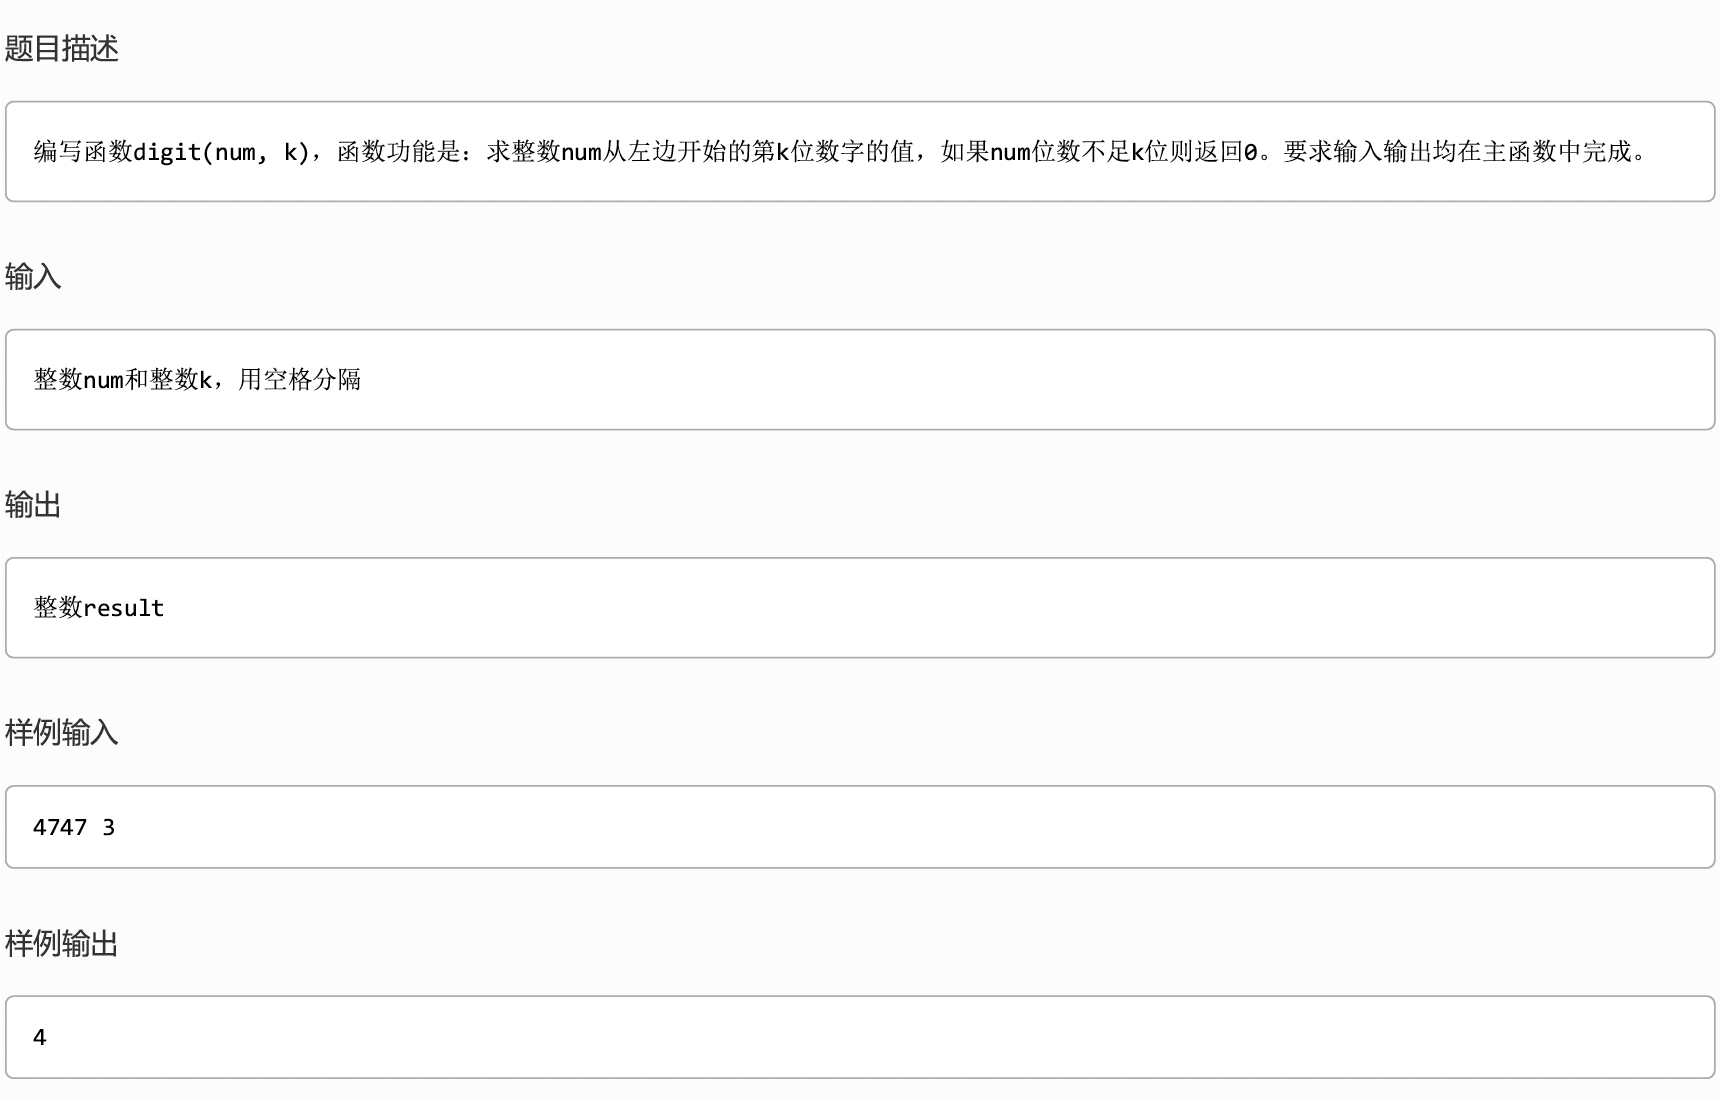 题目描述
编写函数digit(num, k)，函数功能是：求整数num从左边开始的第k位数字的值，如果num位数不足k位则返回0。要求输入输出均在主函数中完成。
输入
整数num和整数k，用空格分隔
输出
整数result
样例输入
4747 3
样例输出
4